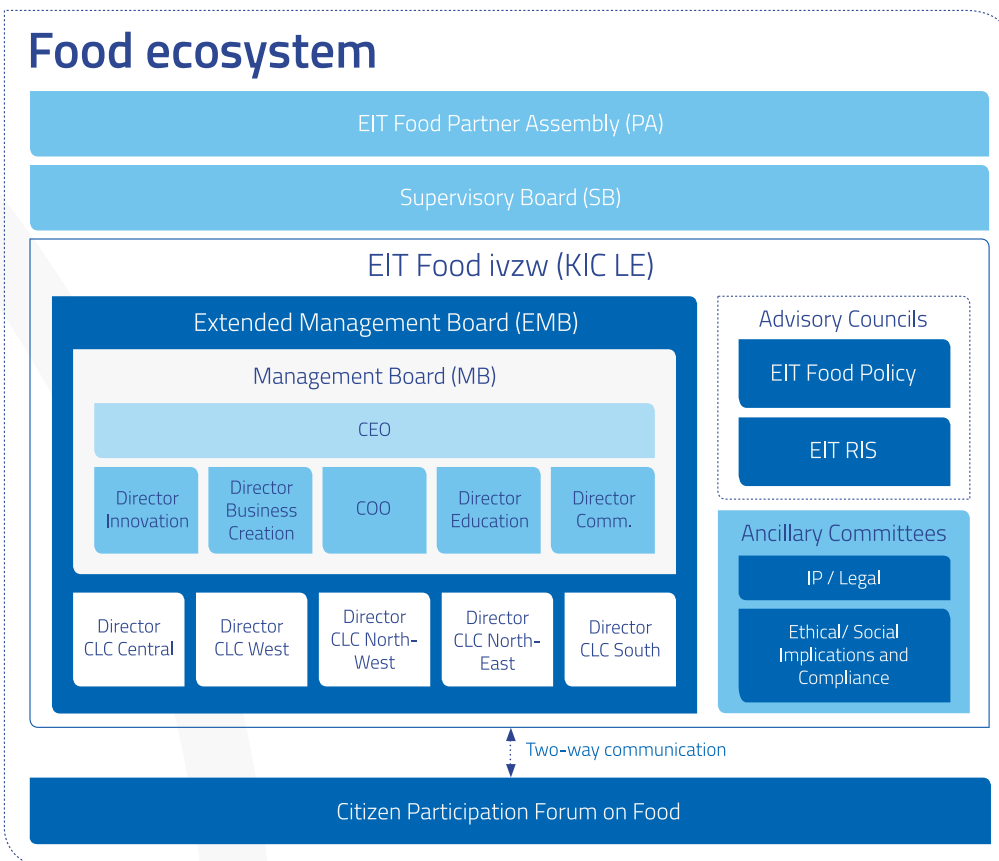 Food ecosystem
EIT Food Partner Assembly (PA)
Supervisory Board (SB)
EIT Food ivzw (KIC LE)
Extended Management Board (EMB)
Management Board (MB)
CEO
Director
Innovation
Director
Business
Creation
COO
Director
Education
Director
Comm.
Director
CLC Central
Director
CLC West
Director
CLC North-
West
Director
CLC North-
East
Director
CLC South
Advisory Councils
EIT Food Policy
EIT RIS
Ancillary Committees
IP / Legal
Ethical/ Social
Implications and
Compliance
Two-way communication
Citizen Participation Forum on Food